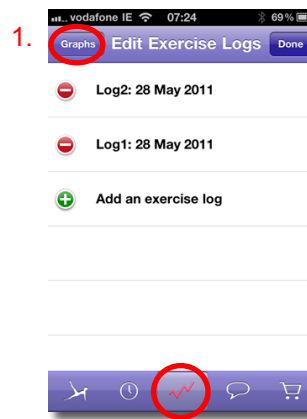 1.
vodafone IE 07:24 69%
Graphs Edit Exercise Logs Done
Log2: 28 May 2011
Log1: 28 May 2011
Add an exercise log